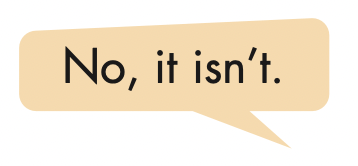 No, it isn’t.